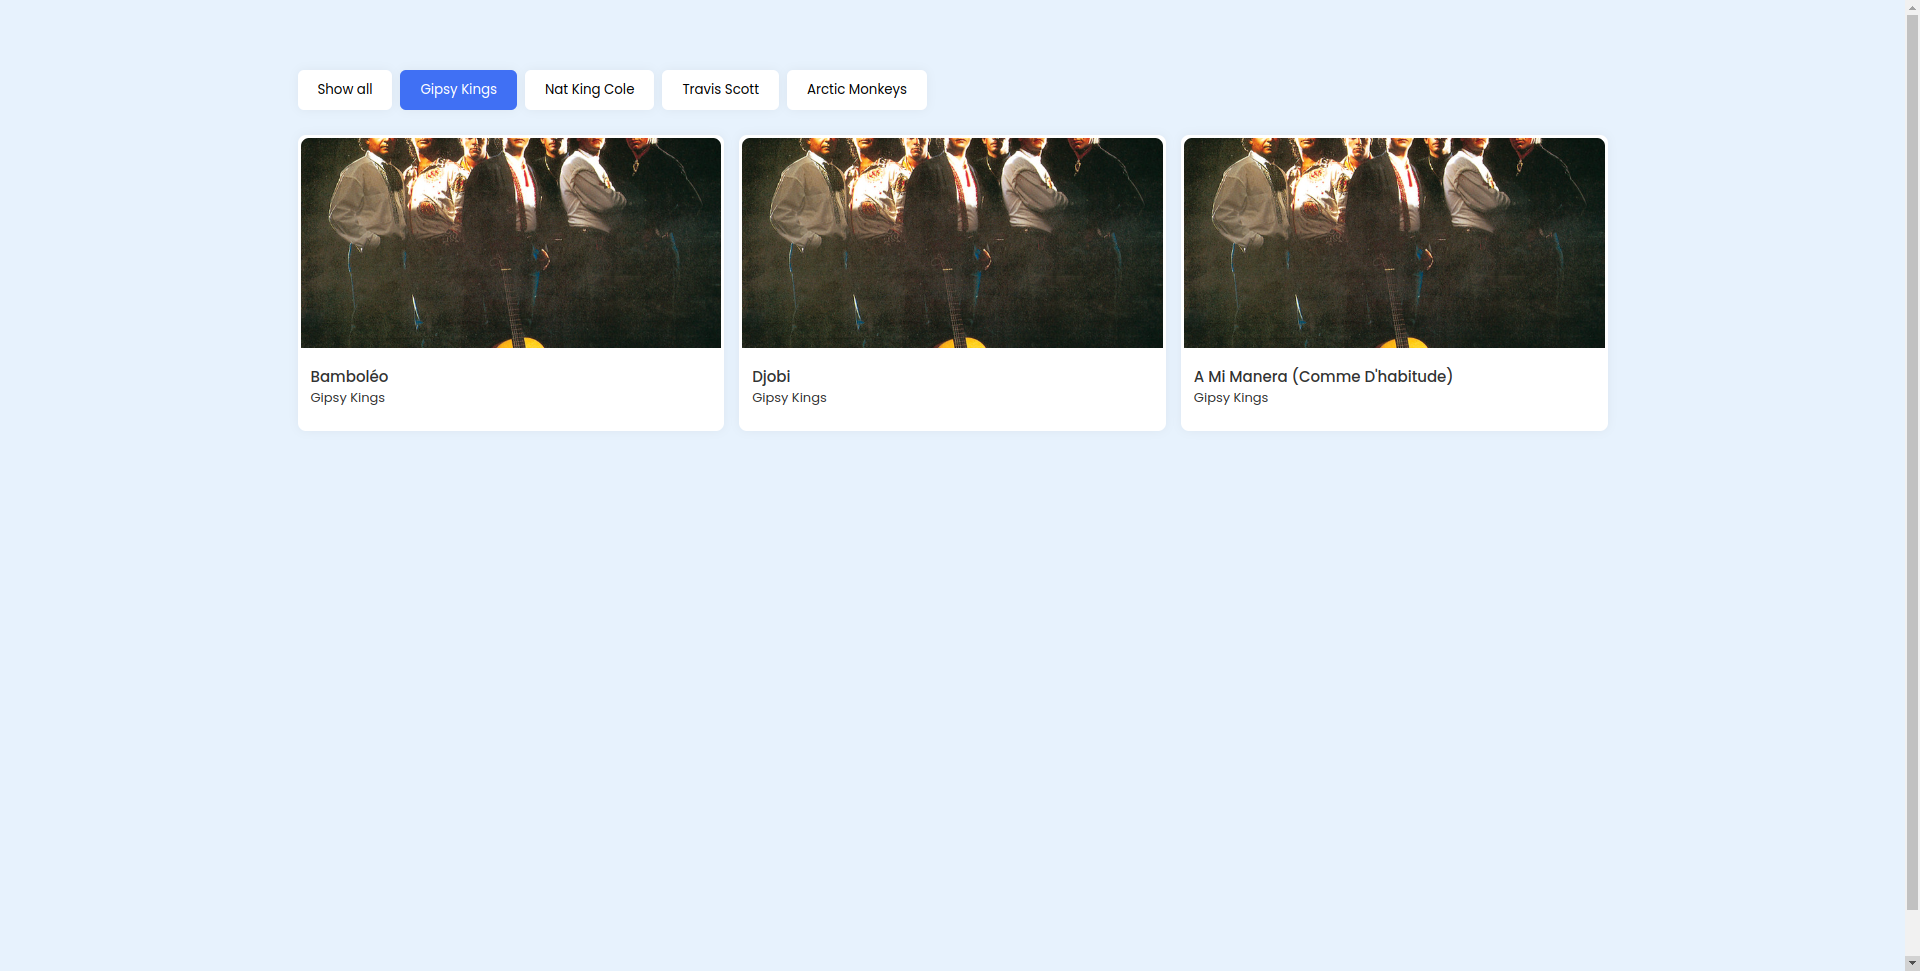 Show all
Gipsy Kings
Nat King Cole
Travis Scott
Arctic Monkeys
Bamboléo
Gipsy Kings
Djobi
Gipsy Kings
A Mi Manera (Comme D'habitude)
Gipsy Kings